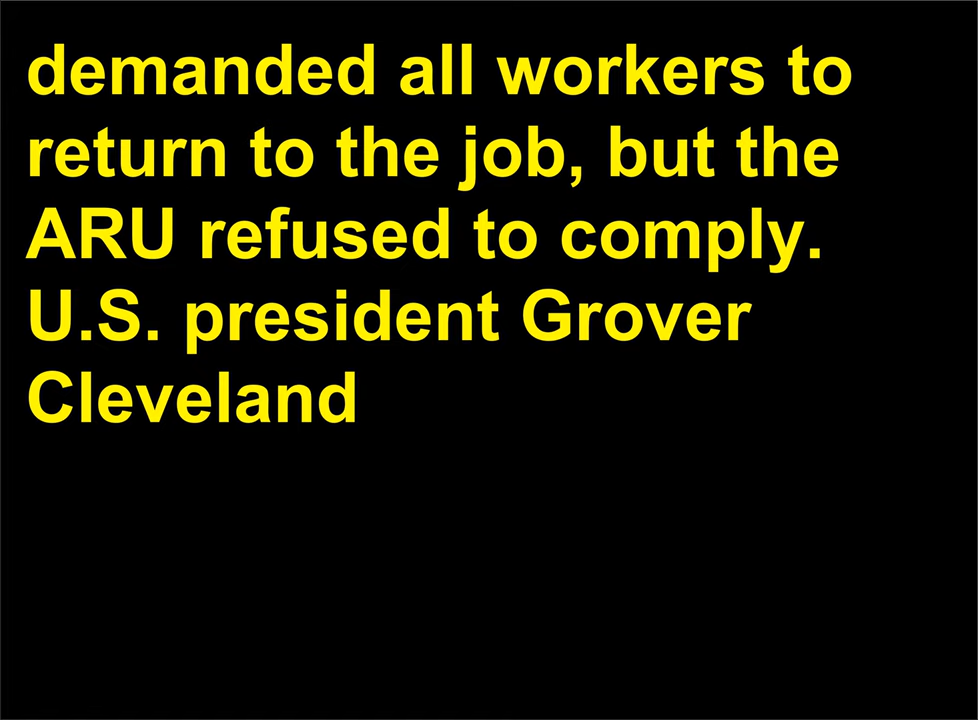 demanded all workers to
return to the job, but the
ARU refused to comply.
U.S. president Grover
Cleveland